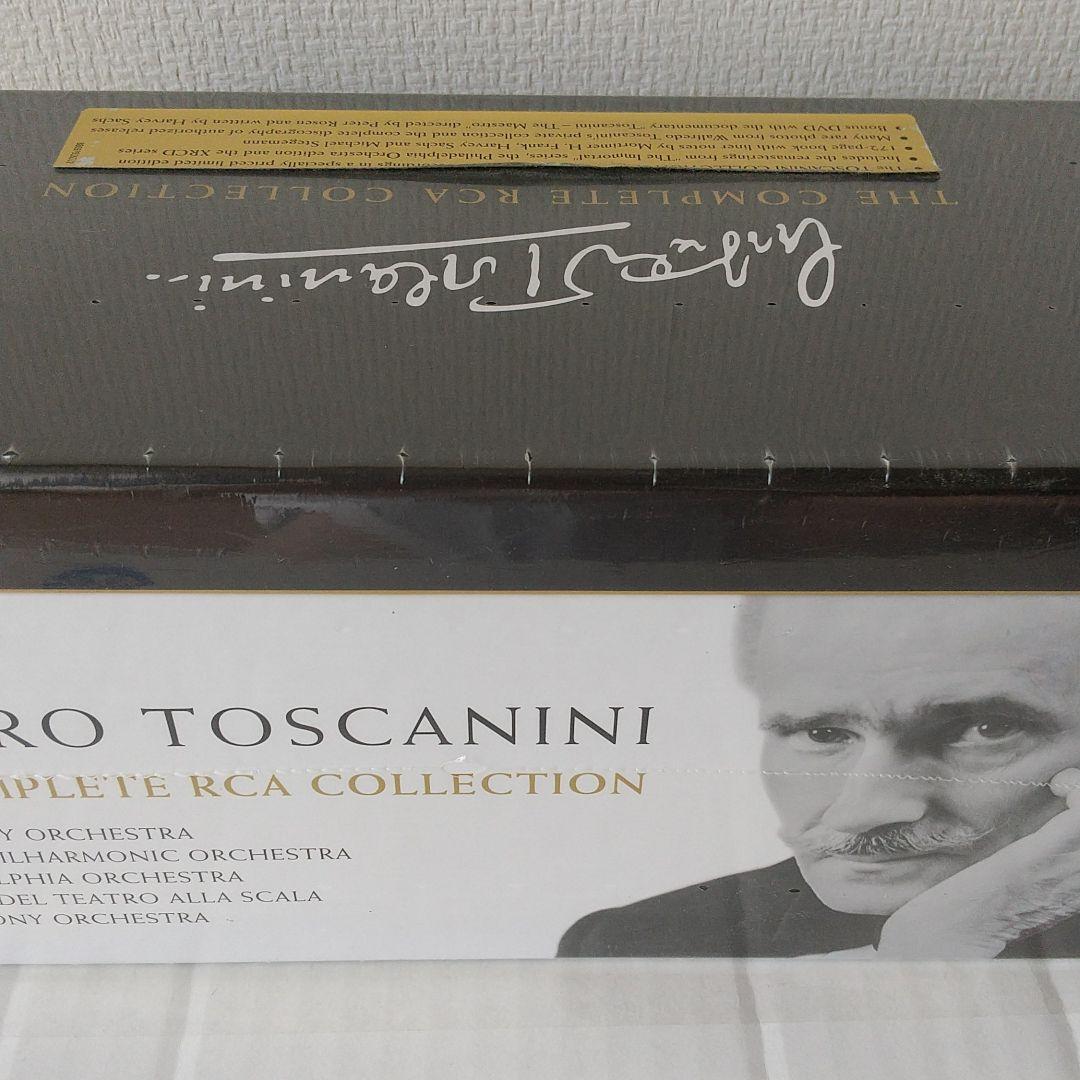 The TOSCANINI
in a specially priced limited edition
Includes the remasterings from "The Immortal" series, the Philadelphia Orchestra edition and the XRCD series
172-page book with liner notes by Mortimer H. Frank, Harvey Sachs and Michael Stegemann
Many rare photos from Walfredo Toscanini's private collection and the complete discography of authorized releases
Bonus DVD with the documentary "Toscanini – The Maestro" directed by Peter Rosen and written by Harvey Sachs
THE COMPLETE RCA COLLECTION
Arturo Toscanini
RO TOSCANINI
MPLETE RCA COLLECTION
Y ORCHESTRA
HILHARMONIC ORCHESTRA
LPHIA ORCHESTRA
DEL TEATRO ALLA SCALA
ONY ORCHESTRA